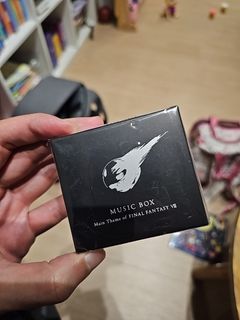 MUSIC BOX
Main Theme of FINAL FANTASY VII